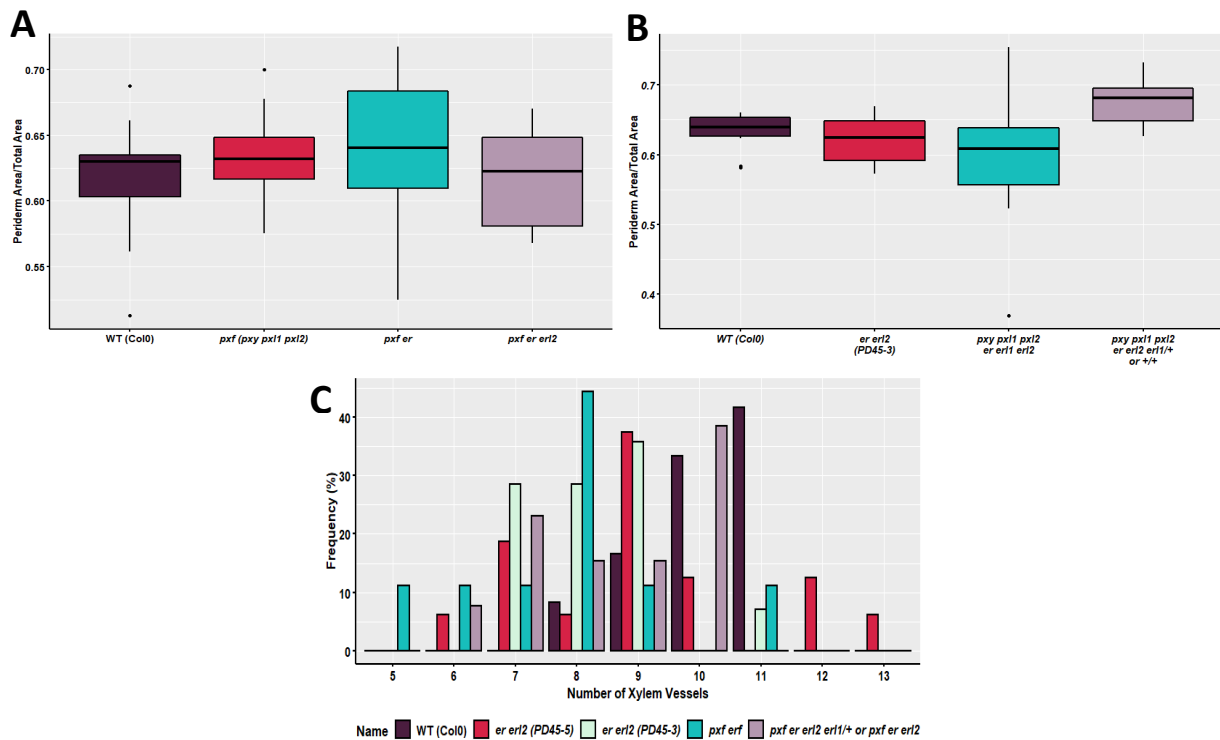 A
Periderm Area/Total Area
0.70
0.65
0.60
0.55
WT (Col0)
pxf (pxy pxl1 pxl2)
pxf er
pxf er erl2
B
Periderm Area/Total Area
0.7
0.6
0.5
0.4
WT (Col0)
er erl2
(PD45-3)
pxy pxl1 pxl2
er erl1 erl2
pxy pxl1 pxl2
er erl2 erl1/+
or +/+
C
Frequency (%)
40
30
20
10
0
5 6 7 8 9 10 11 12 13
Number of Xylem Vessels
Name WT (Col0) er erl2 (PD45-5) er erl2 (PD45-3) pxf erf pxf er erl2 erl1/+ or pxf er erl2